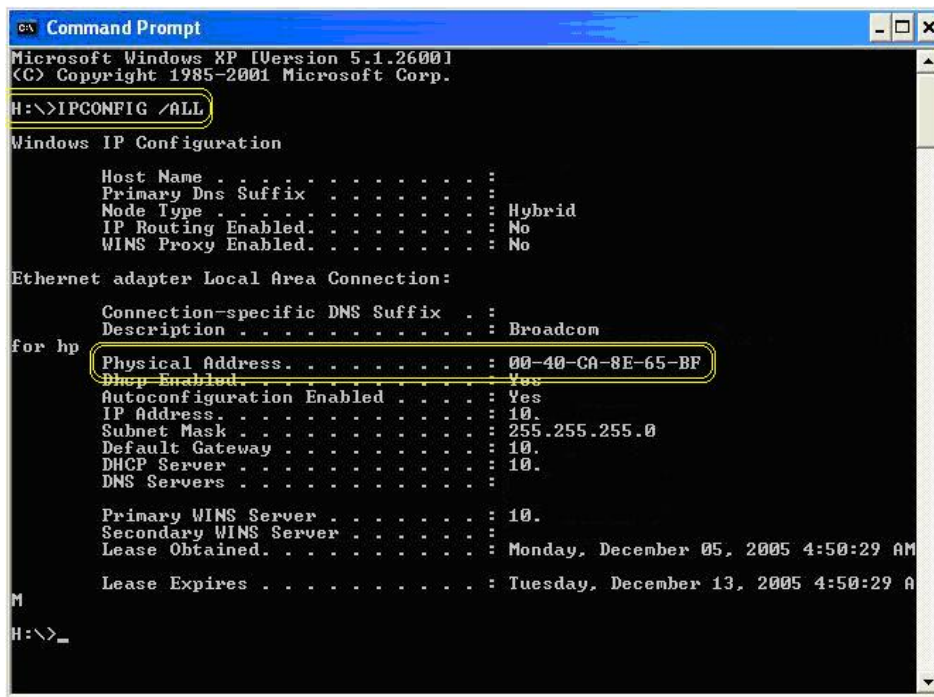 Command Prompt
Microsoft Windows XP [Version 5.1.2600]
(C) Copyright 1985-2001 Microsoft Corp.
H:\>IPCONFIG /ALL
Windows IP Configuration
Host Name . . . . . . . . . . . . :
Primary Dns Suffix . . . . . . . :
Node Type . . . . . . . . . . . . : Hybrid
IP Routing Enabled. . . . . . . . : No
WINS Proxy Enabled. . . . . . . . : No
Ethernet adapter Local Area Connection:
Connection-specific DNS Suffix . :
Description . . . . . . . . . . . : Broadcom
for hp
Physical Address. . . . . . . . . : 00-40-CA-8E-65-BF
Dhcp Enabled. . . . . . . . . . . : Yes
Autoconfiguration Enabled . . . . : Yes
IP Address. . . . . . . . . . . . : 10.
Subnet Mask . . . . . . . . . . . : 255.255.255.0
Default Gateway . . . . . . . . . : 10.
DHCP Server . . . . . . . . . . . : 10.
DNS Servers . . . . . . . . . . . :
Primary WINS Server . . . . . . . : 10.
Secondary WINS Server . . . . . . :
Lease Obtained. . . . . . . . . . : Monday, December 05, 2005 4:50:29 AM
Lease Expires . . . . . . . . . . : Tuesday, December 13, 2005 4:50:29 A
M
H:\>_